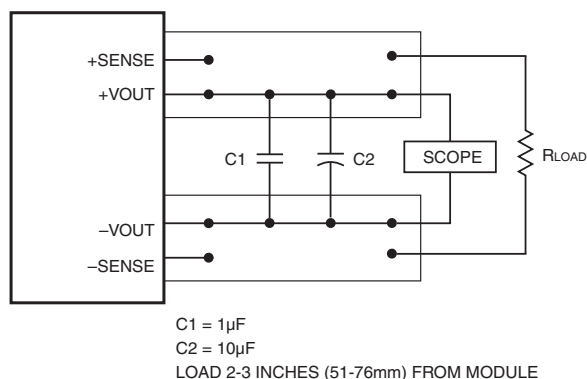 +SENSE
+VOUT
C1
C2
SCOPE
RLOAD
–VOUT
–SENSE
C1 = 1µF
C2 = 10µF
LOAD 2-3 INCHES (51-76mm) FROM MODULE